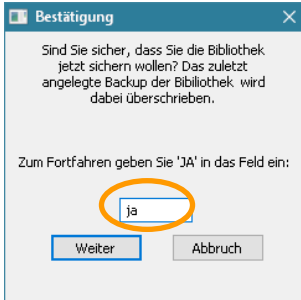 Bestätigung
Sind Sie sicher, dass Sie die Bibliothek
jetzt sichern wollen? Das zuletzt
angelegte Backup der Bibiliothek wird
dabei überschrieben.
Zum Fortfahren geben Sie 'JA' in das Feld ein:
ja
Weiter Abbruch